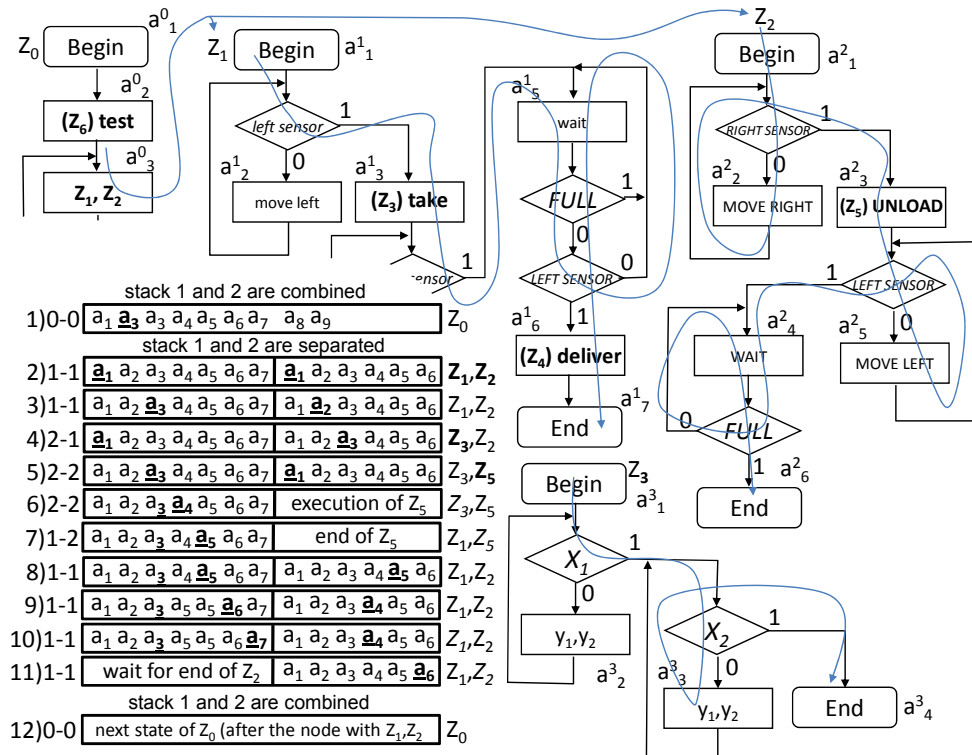 Z0
a01
Begin
a02
(Z6) test
a03
Z1, Z2
Z1
Begin
a11
left sensor
1
0
a12
move left
a13
(Z3) take
sensor
1
a15
wait
FULL
1
0
LEFT SENSOR
0
1
a16
(Z4) deliver
a17
End
Z2
Begin
a21
RIGHT SENSOR
1
0
a22
MOVE RIGHT
a23
(Z5) UNLOAD
LEFT SENSOR
1
0
a25
MOVE LEFT
a24
WAIT
0
FULL
1
a26
End
stack 1 and 2 are combined
1)0-0 a1 a3 a3 a4 a5 a6 a7 a8 a9 Z0
stack 1 and 2 are separated
2)1-1 a1 a2 a3 a4 a5 a6 a7 a1 a2 a3 a4 a5 a6 Z1,Z2
3)1-1 a1 a2 a3 a4 a5 a6 a7 a1 a2 a3 a4 a5 a6 Z1,Z2
4)2-1 a1 a2 a3 a4 a5 a6 a7 a1 a2 a3 a4 a5 a6 Z3,Z2
5)2-2 a1 a2 a3 a4 a5 a6 a7 a1 a2 a3 a4 a5 a6 Z3,Z5
6)2-2 a1 a2 a3 a4 a5 a6 a7 execution of Z5 Z3,Z5
7)1-2 a1 a2 a3 a4 a5 a6 a7 end of Z5 Z1,Z5
8)1-1 a1 a2 a3 a4 a5 a6 a7 a1 a2 a3 a4 a5 a6 Z1,Z2
9)1-1 a1 a2 a3 a5 a5 a6 a7 a1 a2 a3 a4 a5 a6 Z1,Z2
10)1-1 a1 a2 a3 a5 a5 a6 a7 a1 a2 a3 a4 a5 a6 Z1,Z2
11)1-1 wait for end of Z2 a1 a2 a3 a4 a5 a6 Z1,Z2
stack 1 and 2 are combined
12)0-0 next state of Z0 (after the node with Z1,Z2 Z0
Z3
Begin
a31
X1
1
0
y1,y2
a32
X2
1
0
a33
y1,y2
End
a34